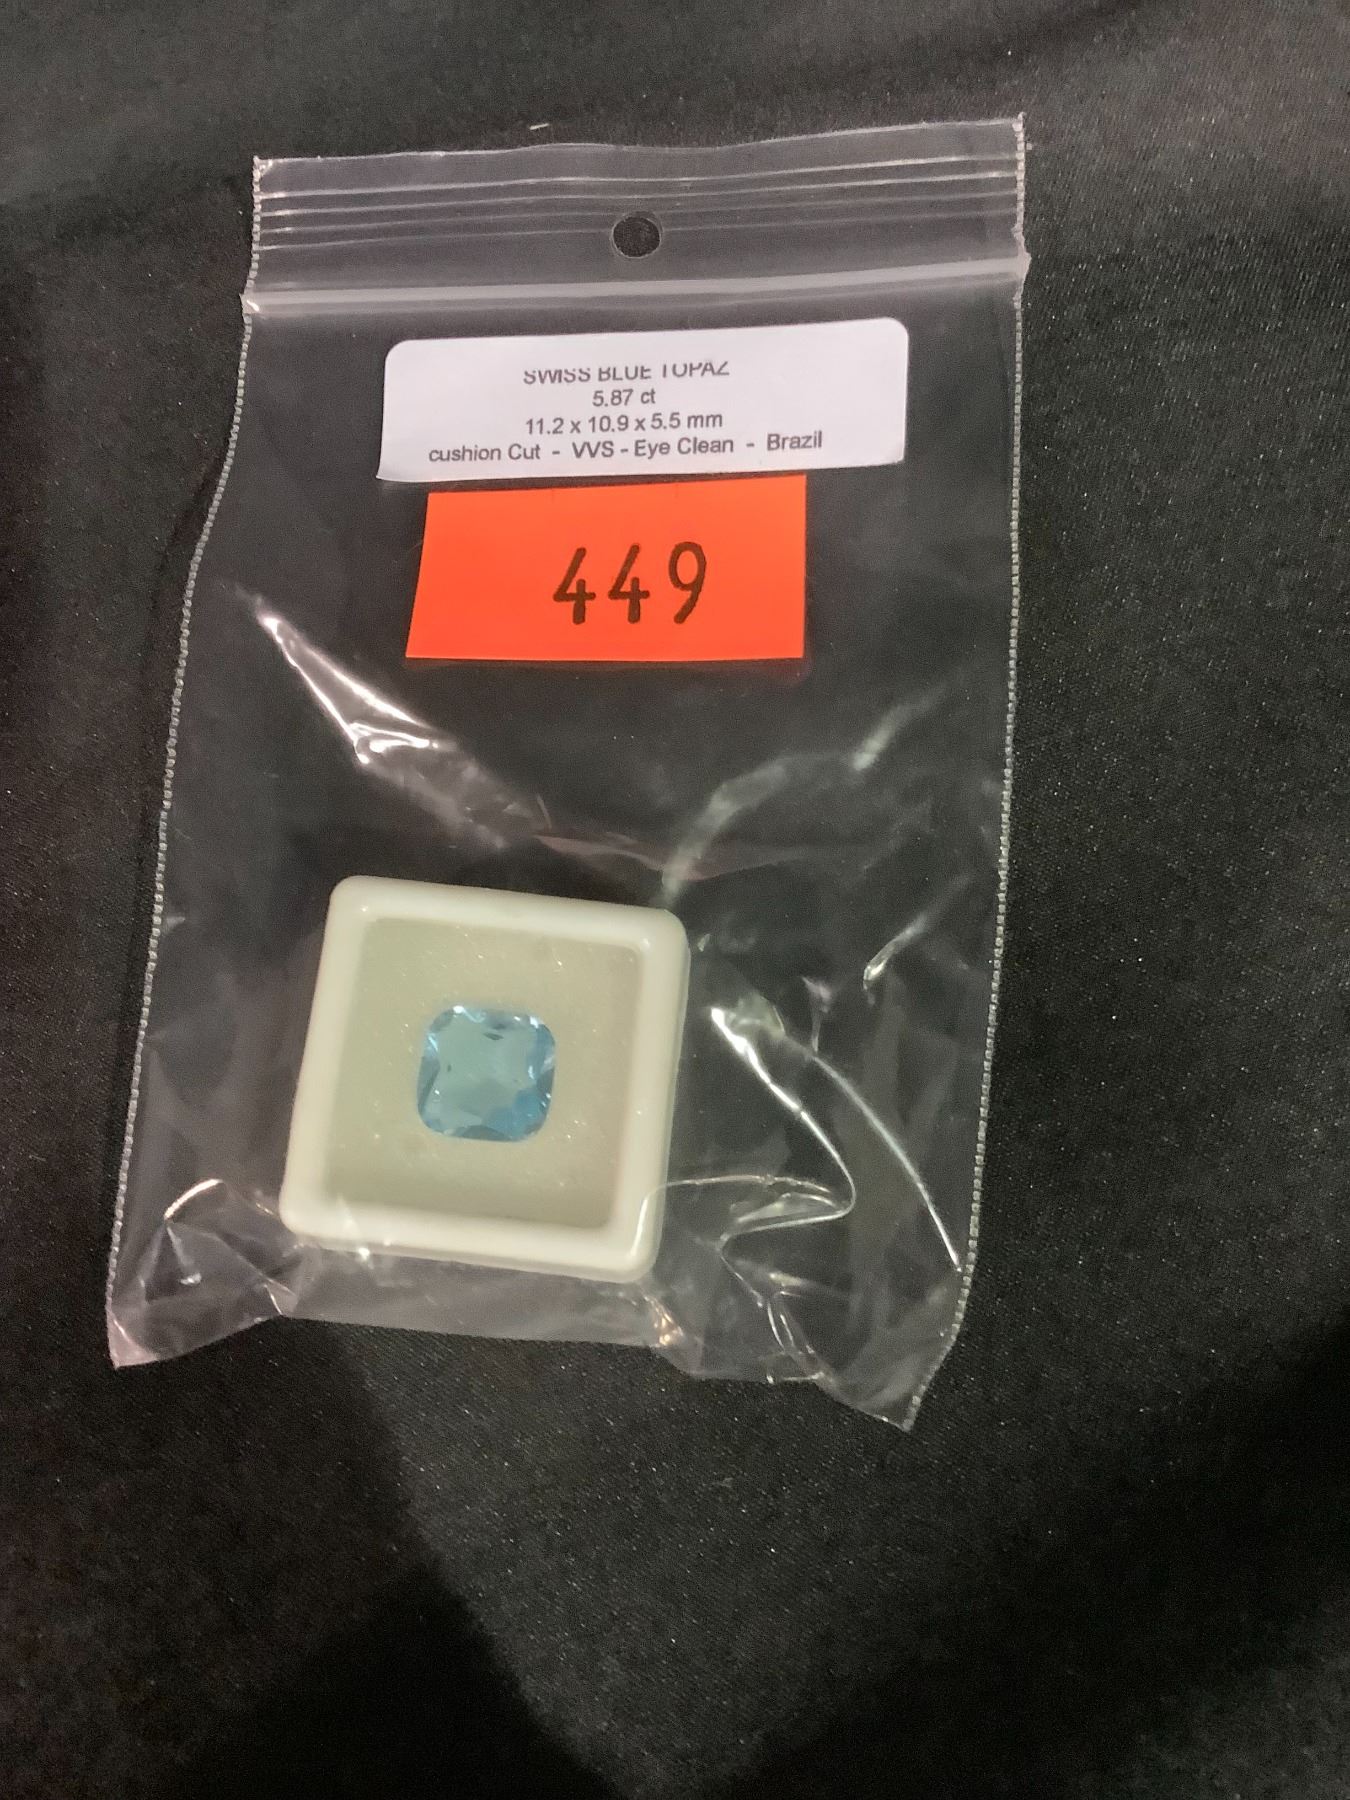 SWISS BLUE TOPAZ
5.87 ct
11.2 x 10.9 x 5.5 mm
cushion Cut - VVS - Eye Clean - Brazil
449